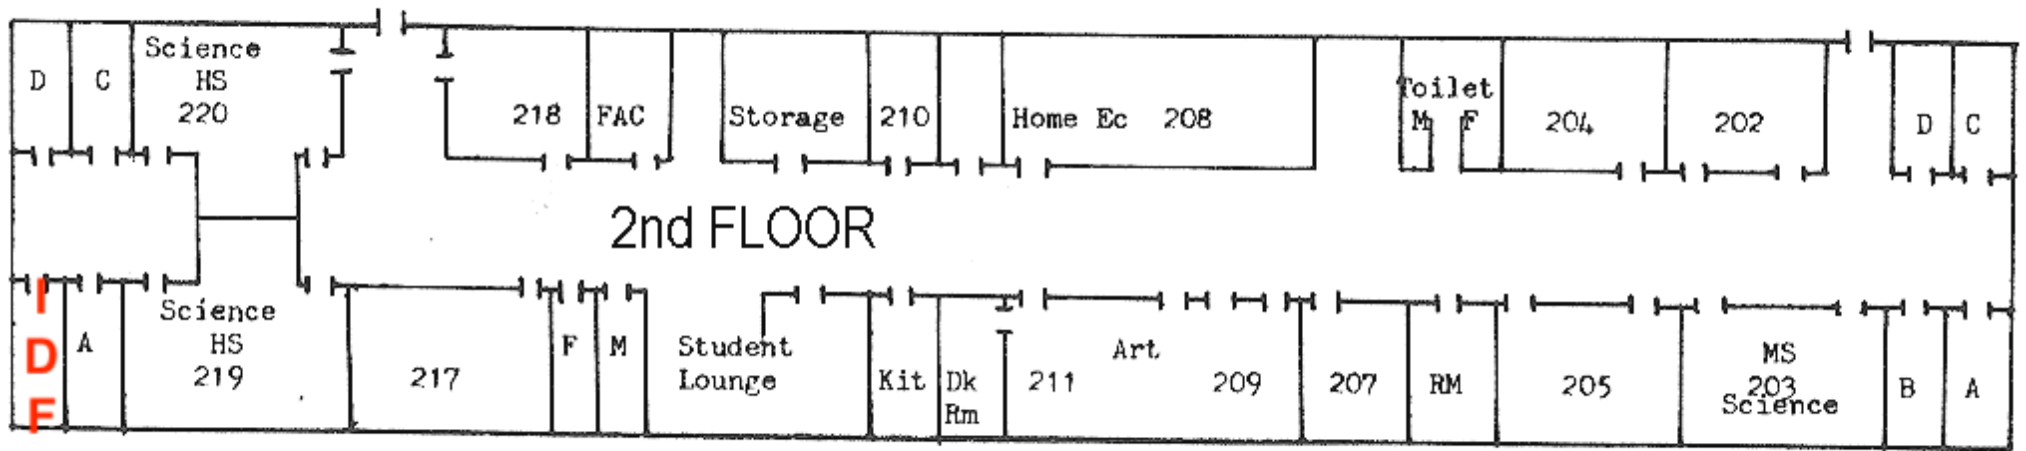 D
C
Science
HS
220
218
FAC
Storage
210
Home Ec 208
Toilet
M F
204
202
D
C
2nd FLOOR
I
D
F
A
Science
HS
219
217
F
M
Student
Lounge
Kit
Dk
Rm
211
Art
209
207
RM
205
MS
203
Science
B
A